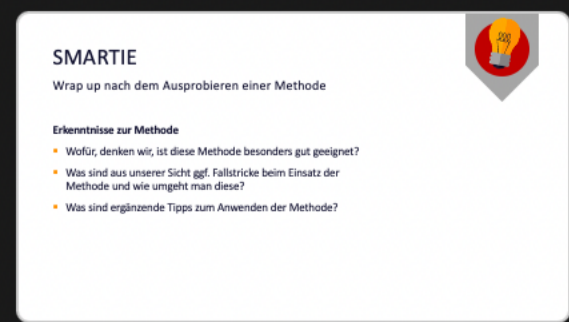 SMARTIE
Wrap up nach dem Ausprobieren einer Methode
Erkenntnisse zur Methode
Wofür, denken wir, ist diese Methode besonders gut geeignet?
Was sind aus unserer Sicht ggf. Fallstricke beim Einsatz der
Methode und wie umgeht man diese?
Was sind ergänzende Tipps zum Anwenden der Methode?